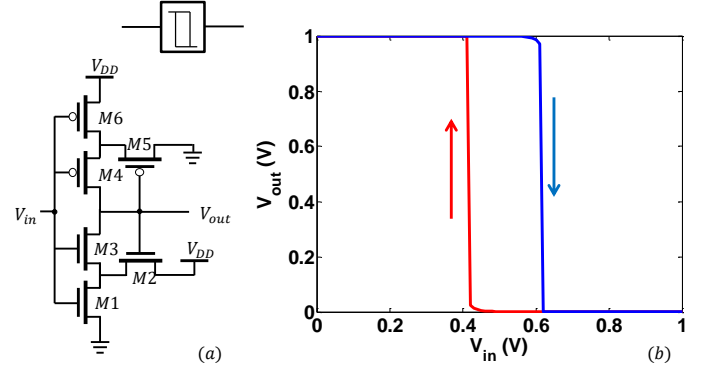 V_DD
M6
M5
M4
V_in
V_out
M3
V_DD
M2
M1
(a)
1
0.8
0.6
0.4
0.2
0
V_out (V)
0 0.2 0.4 0.6 0.8 1
V_in (V)
(b)